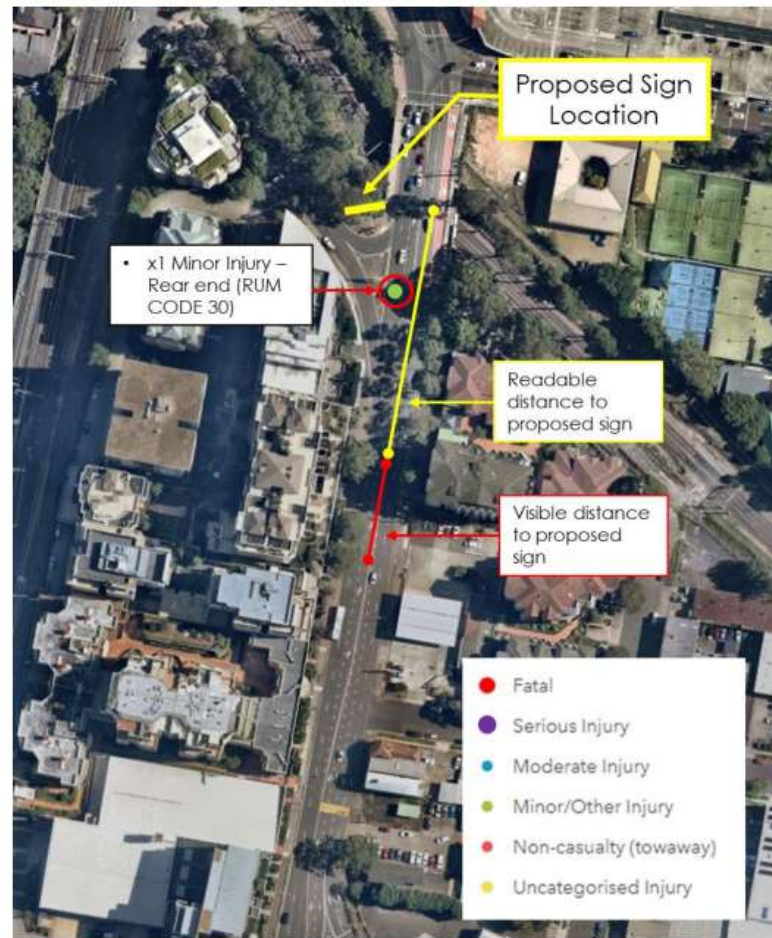 Proposed Sign
Location
• x1 Minor Injury –
Rear end (RUM
CODE 30)
Readable
distance to
proposed sign
Visible distance
to proposed
sign
Fatal
Serious Injury
Moderate Injury
Minor/Other Injury
Non-casualty (towaway)
Uncategorised Injury